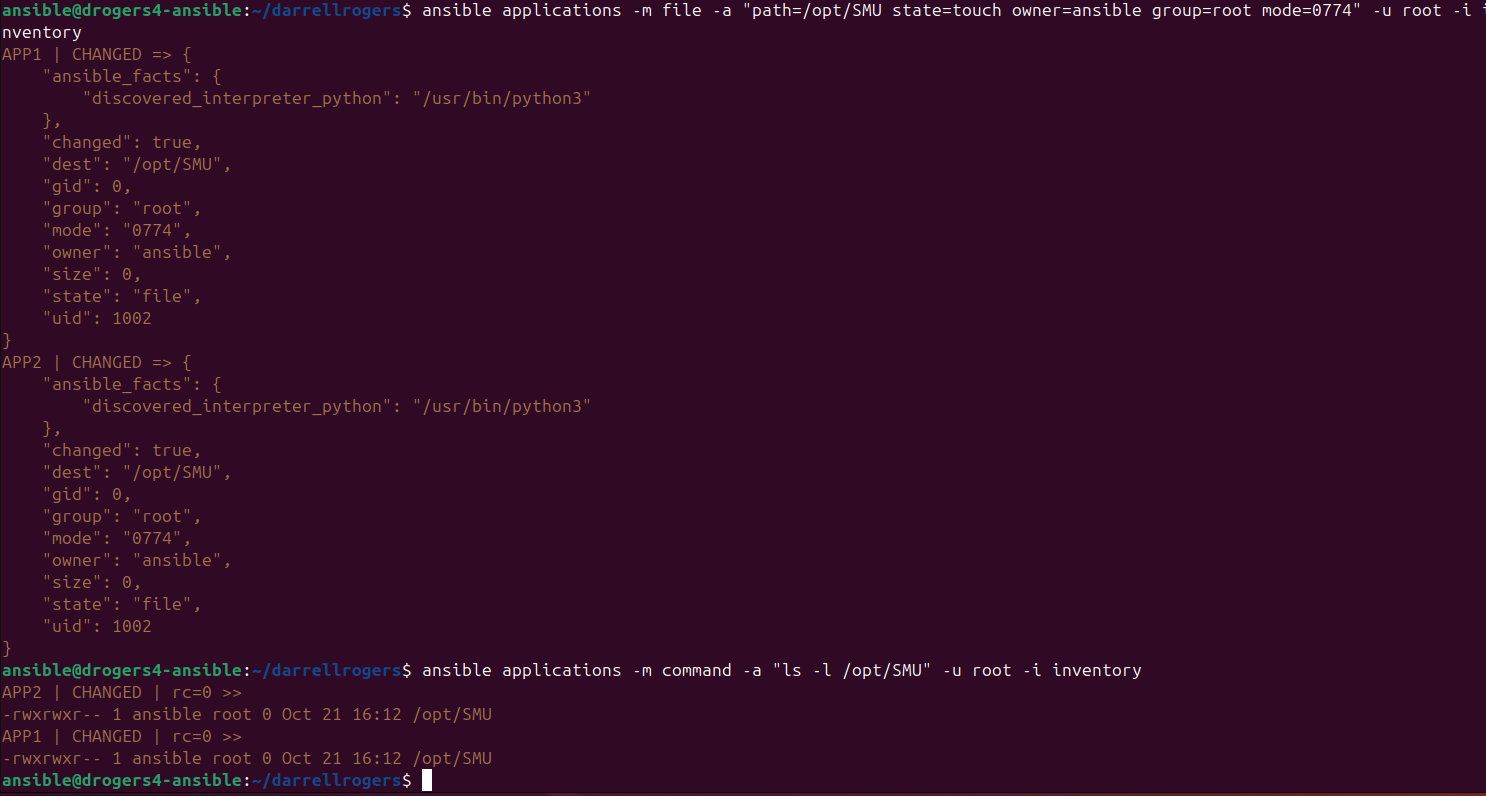 ansible@drogers4-ansible:~/darrellrogers$ ansible applications -m file -a "path=/opt/SMU state=touch owner=ansible group=root mode=0774" -u root -i i
nventory
APP1 | CHANGED => {
    "ansible_facts": {
        "discovered_interpreter_python": "/usr/bin/python3"
    },
    "changed": true,
    "dest": "/opt/SMU",
    "gid": 0,
    "group": "root",
    "mode": "0774",
    "owner": "ansible",
    "size": 0,
    "state": "file",
    "uid": 1002
}
APP2 | CHANGED => {
    "ansible_facts": {
        "discovered_interpreter_python": "/usr/bin/python3"
    },
    "changed": true,
    "dest": "/opt/SMU",
    "gid": 0,
    "group": "root",
    "mode": "0774",
    "owner": "ansible",
    "size": 0,
    "state": "file",
    "uid": 1002
}
ansible@drogers4-ansible:~/darrellrogers$ ansible applications -m command -a "ls -l /opt/SMU" -u root -i inventory
APP2 | CHANGED | rc=0 >>
-rwxrwxr-- 1 ansible root 0 Oct 21 16:12 /opt/SMU
APP1 | CHANGED | rc=0 >>
-rwxrwxr-- 1 ansible root 0 Oct 21 16:12 /opt/SMU
ansible@drogers4-ansible:~/darrellrogers$